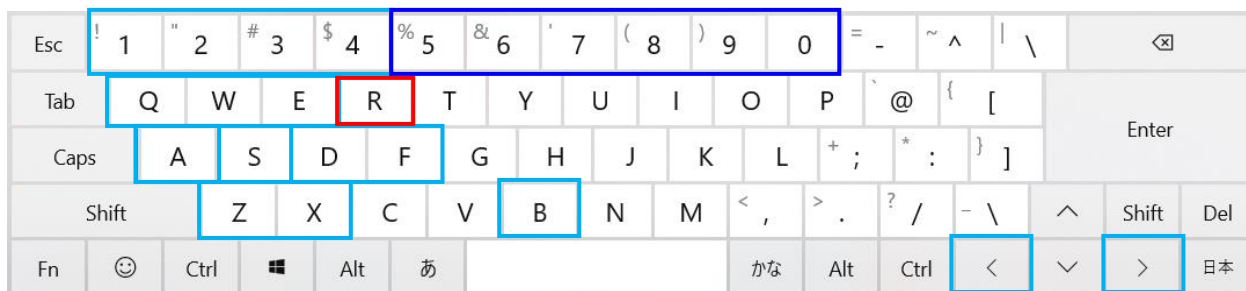 Esc ! 1 " 2 # 3 $ 4 % 5 & 6 ' 7 ( 8 ) 9 0 = - ~ ^ | \
Tab Q W E R T Y U I O P ` @ { [
Caps A S D F G H J K L + ; * : } ] Enter
Shift Z X C V B N M < , > . ? / _ \ Shift Del
Fn Ctrl Alt あ かな Alt Ctrl < > 日本